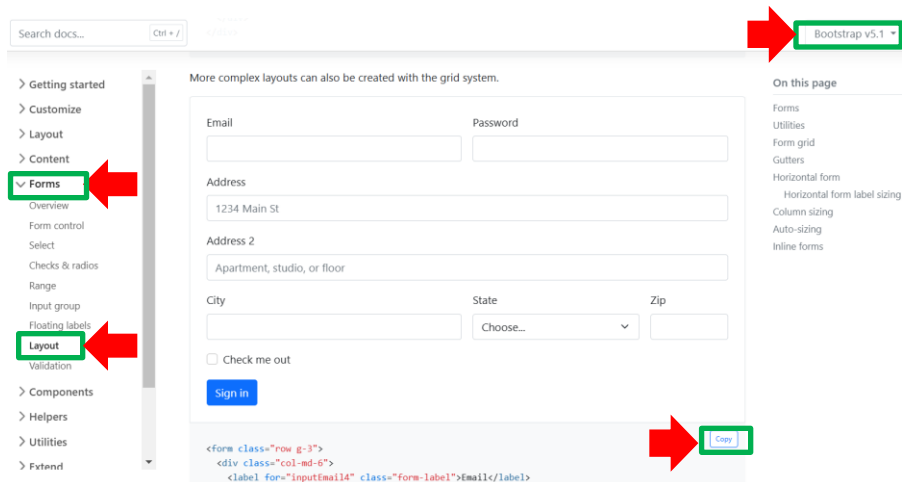 Search docs...
Ctrl + /
Bootstrap v5.1
Getting started
Customize
Layout
Content
Forms
Overview
Form control
Select
Checks & radios
Range
Input group
Floating labels
Layout
Validation
Components
Helpers
Utilities
Extend
More complex layouts can also be created with the grid system.
Email
Password
Address
1234 Main St
Address 2
Apartment, studio, or floor
City
State
Zip
Choose...
Check me out
Sign in
Copy
<form class="row g-3">
<div class="col-md-6">
<label for="inputEmail4" class="form-label">Email</label>
On this page
Forms
Utilities
Form grid
Gutters
Horizontal form
Horizontal form label sizing
Column sizing
Auto-sizing
Inline forms